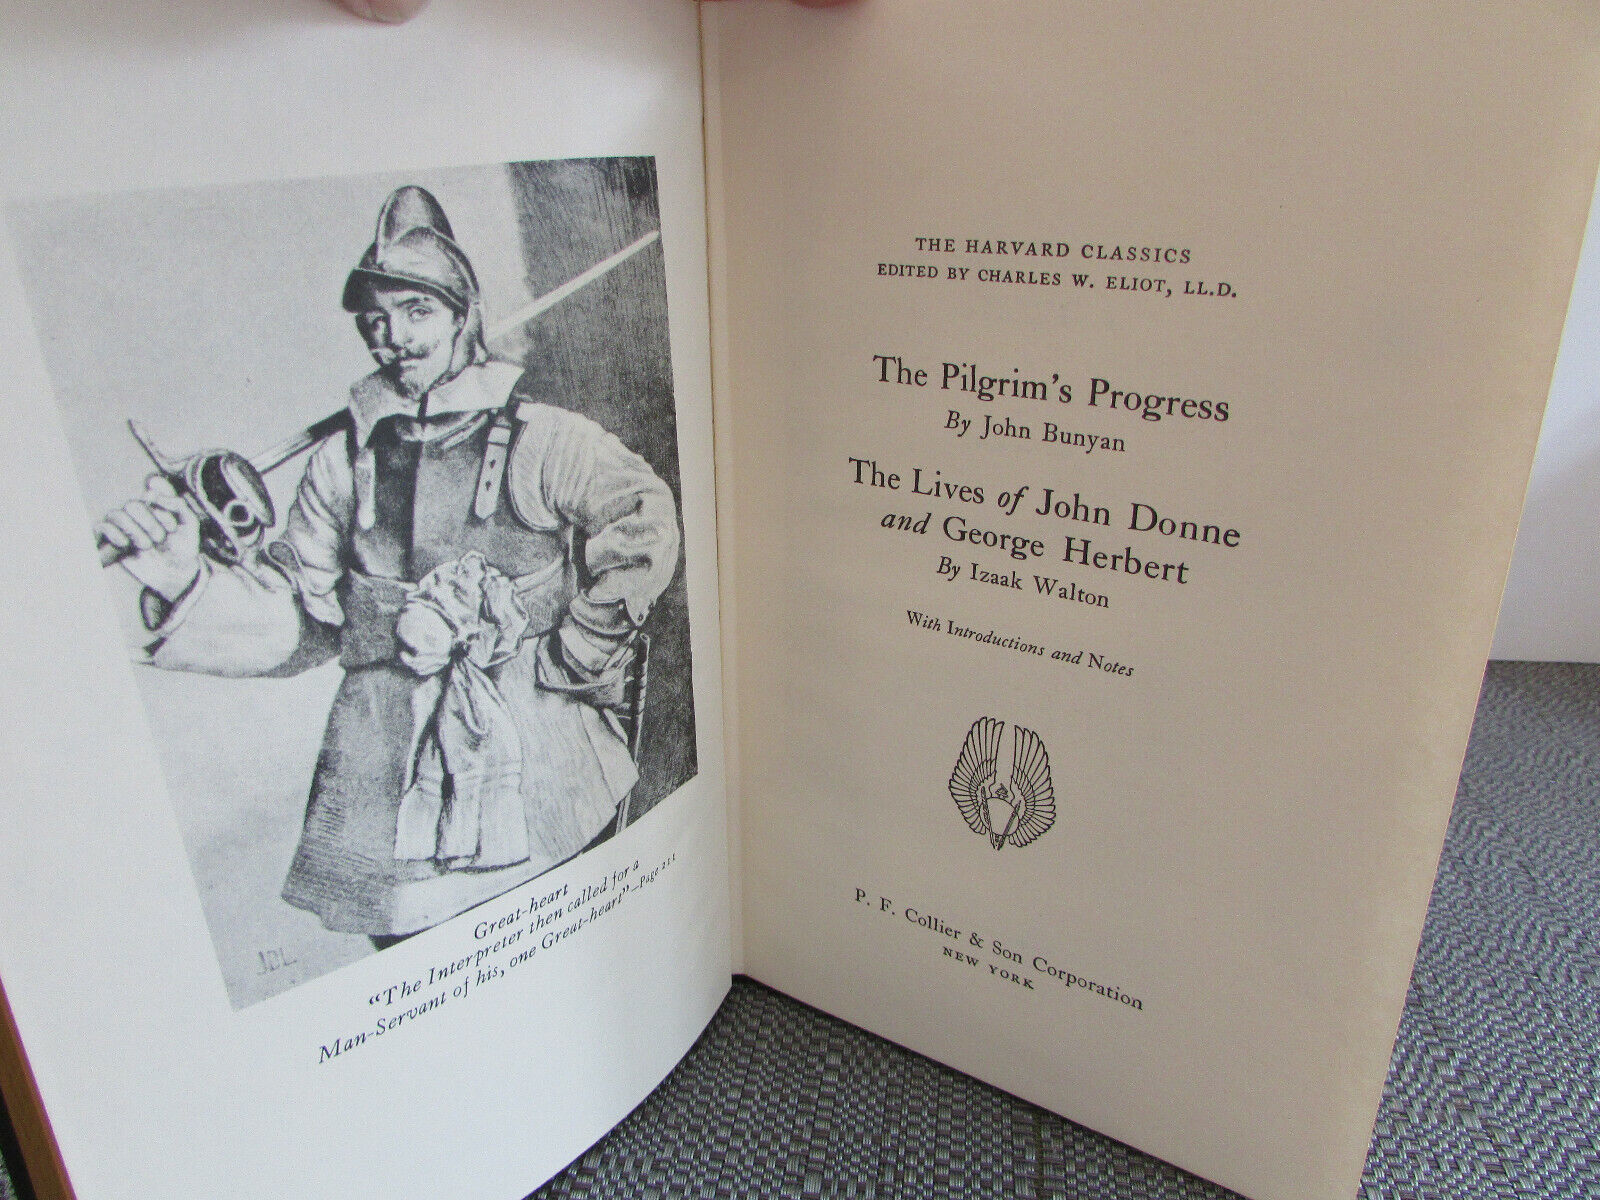 JBL.
Great-heart
"The Interpreter then called for a
Man-Servant of his, one Great-heart"—Page 211
THE HARVARD CLASSICS
EDITED BY CHARLES W. ELIOT, LL.D.
The Pilgrim's Progress
By John Bunyan
The Lives of John Donne
and George Herbert
By Izaak Walton
With Introductions and Notes
P. F. Collier & Son Corporation
NEW YORK